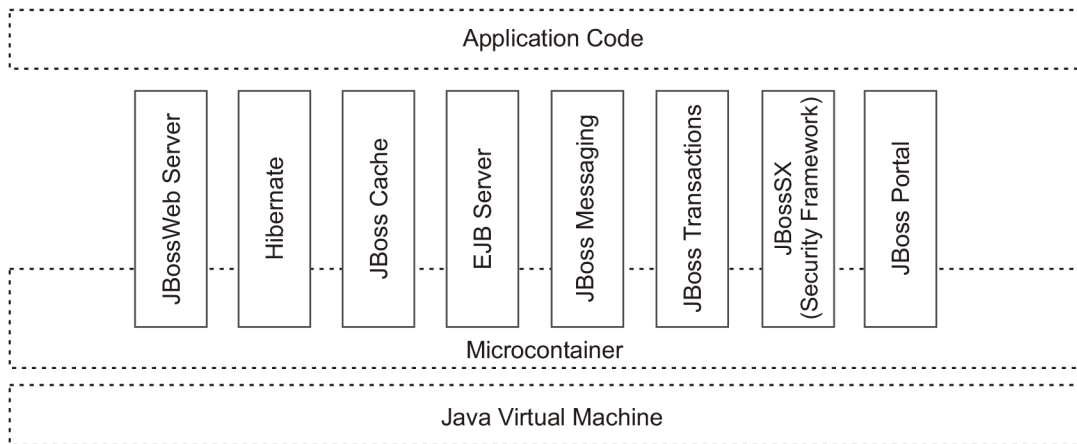 Application Code
JBossWeb Server
Hibernate
JBoss Cache
EJB Server
JBoss Messaging
JBoss Transactions
JBossSX
(Security Framework)
JBoss Portal
Microcontainer
Java Virtual Machine